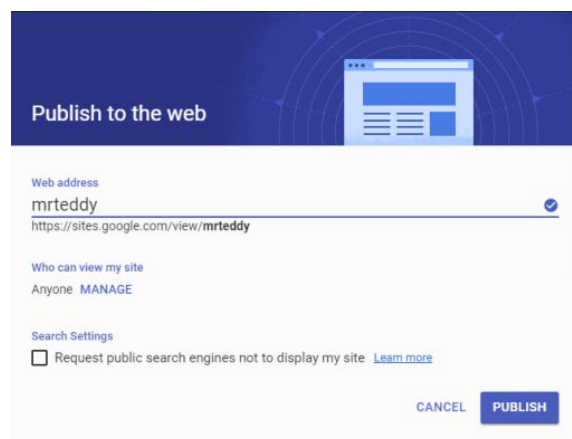 Publish to the web
Web address
mrteddy
https://sites.google.com/view/mrteddy
Who can view my site
Anyone MANAGE
Search Settings
Request public search engines not to display my site Learn more
CANCEL PUBLISH